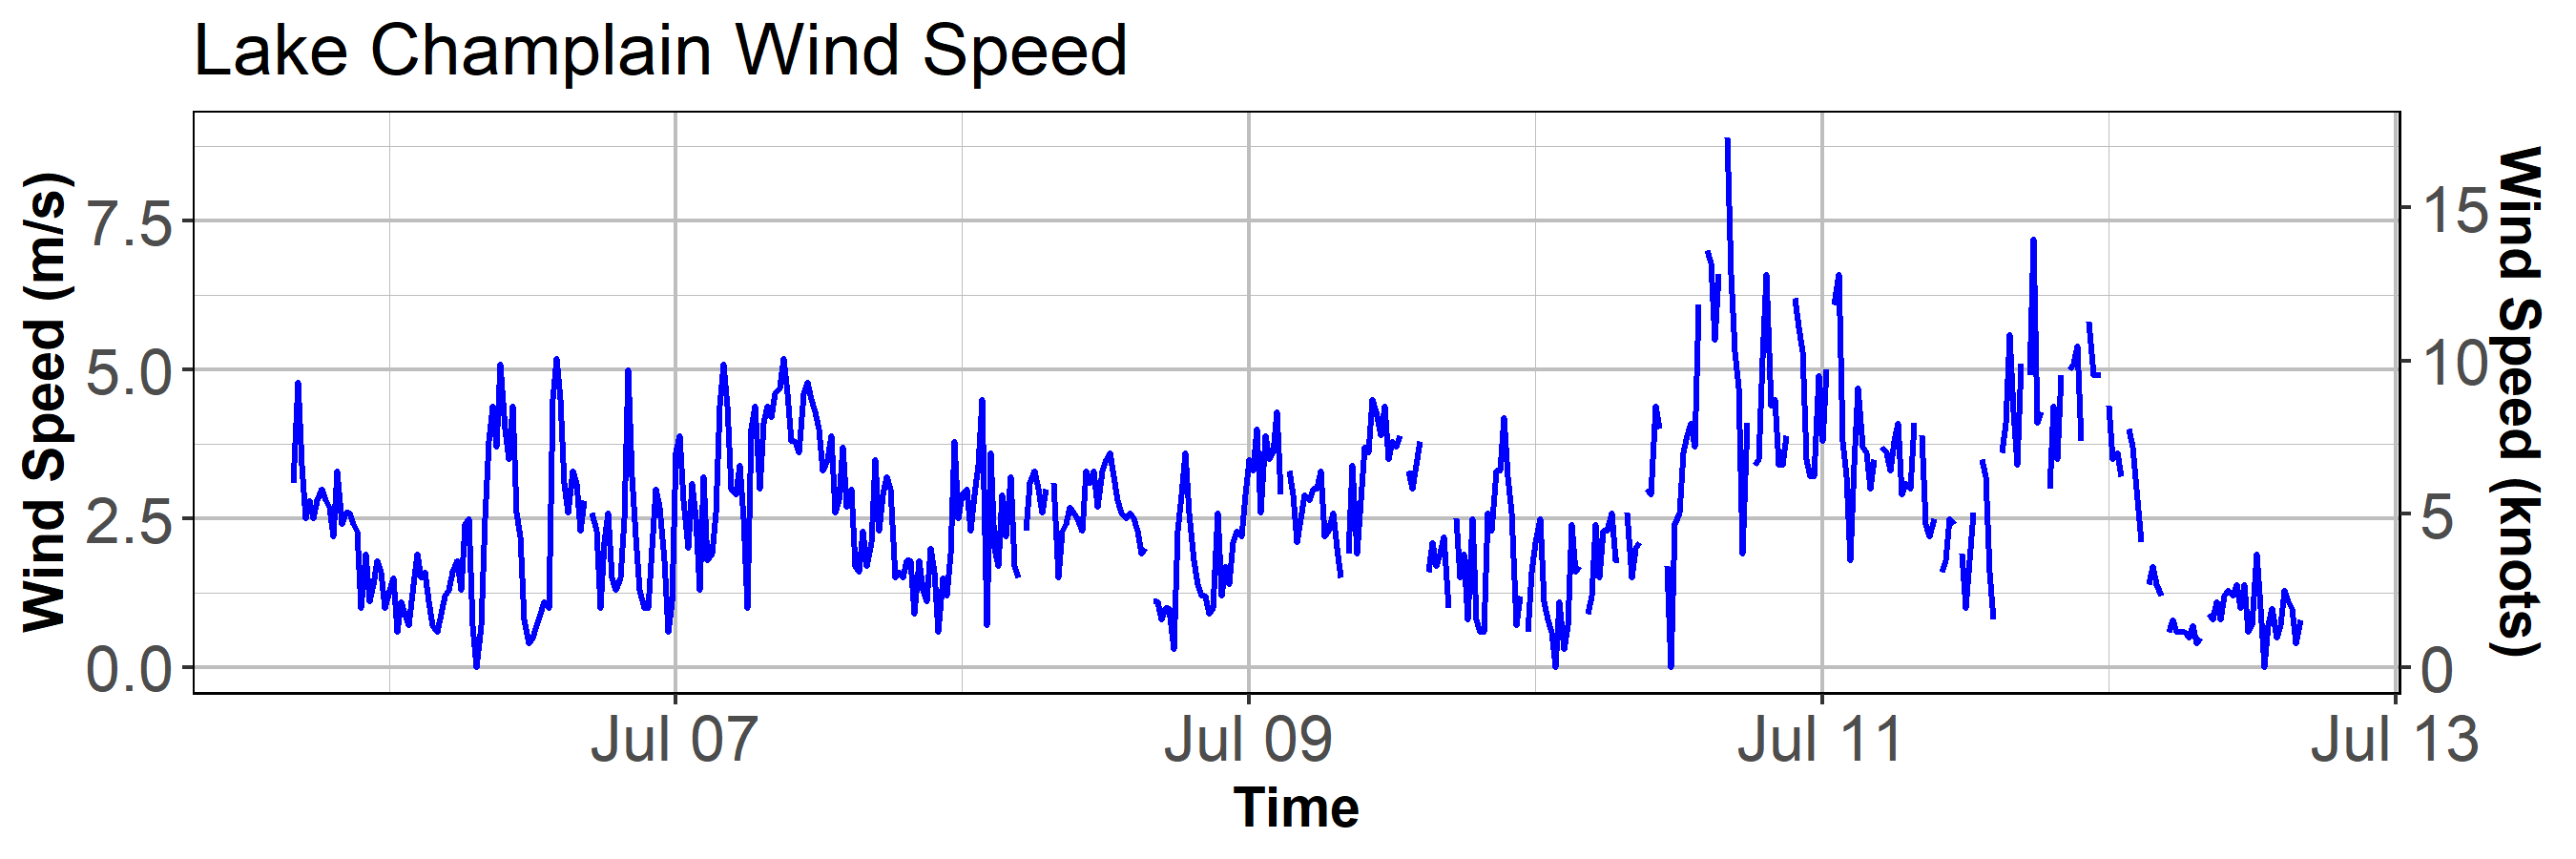 Lake Champlain Wind Speed
Wind Speed (m/s)
7.5
5.0
2.5
0.0
15
10
5
0
Wind Speed (knots)
Jul 07
Jul 09
Jul 11
Jul 13
Time